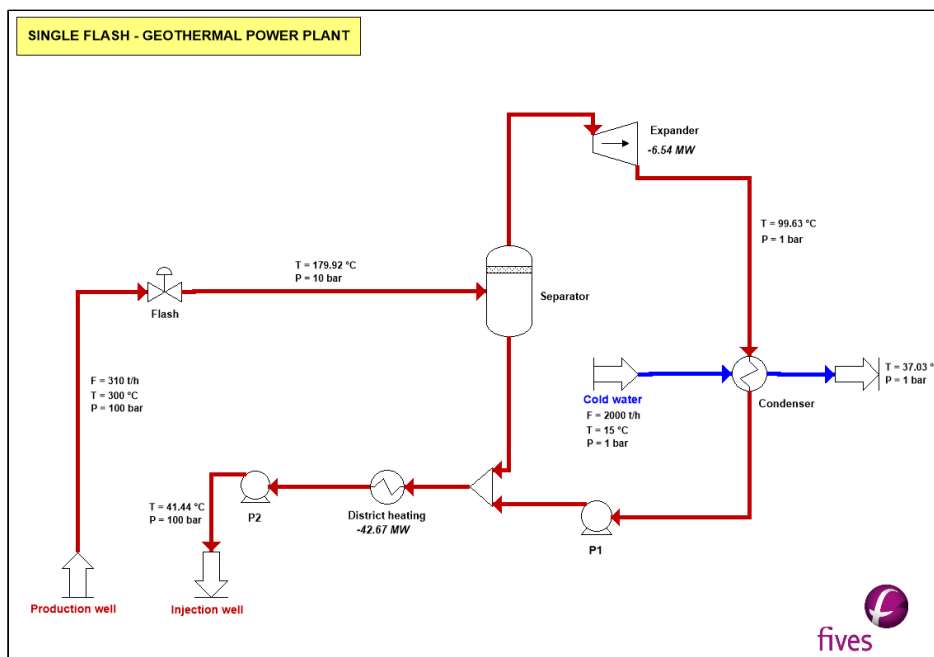 SINGLE FLASH - GEOTHERMAL POWER PLANT
Expander
-6.54 MW
T = 99.63 °C
P = 1 bar
T = 179.92 °C
P = 10 bar
Separator
Flash
F = 310 t/h
T = 300 °C
P = 100 bar
T = 37.03 °
P = 1 bar
Cold water
F = 2000 t/h
T = 15 °C
P = 1 bar
Condenser
T = 41.44 °C
P = 100 bar
P2
District heating
-42.67 MW
P1
Production well
Injection well
fives